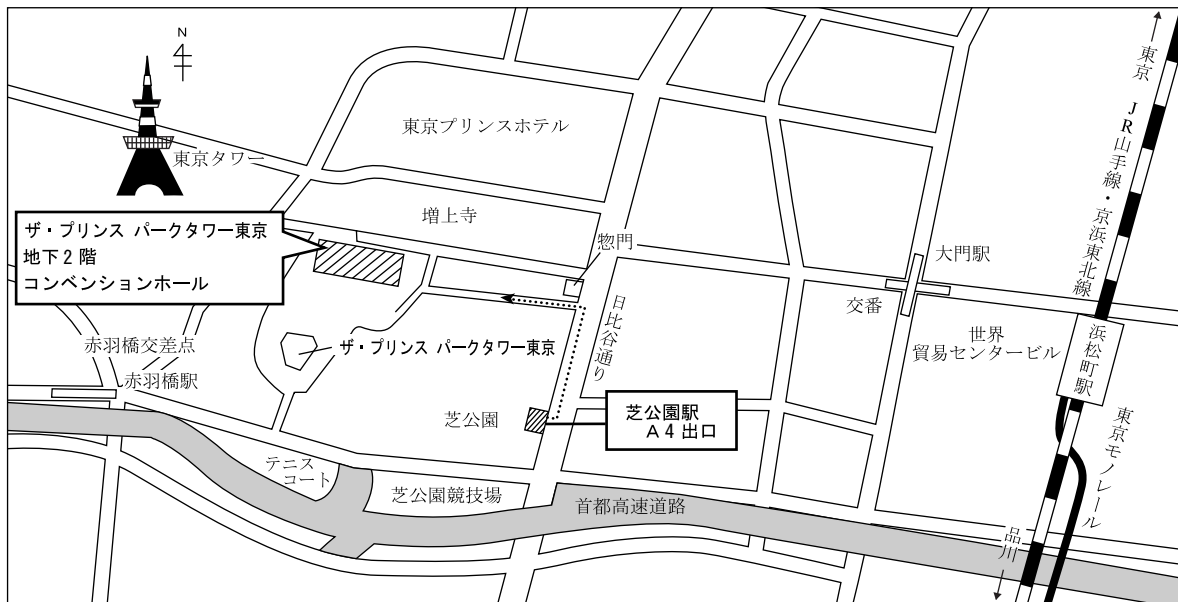 N
東京タワー
東京プリンスホテル
増上寺
ザ・プリンス パークタワー東京
地下2階
コンベンションホール
惣門
大門駅
交番
日比谷通り
世界
貿易センタービル
浜松町駅
東京
JR山手線・京浜東北線
東京モノレール
品川
赤羽橋交差点
赤羽橋駅
ザ・プリンス パークタワー東京
芝公園
芝公園駅
A4出口
テニス
コート
芝公園競技場
首都高速道路